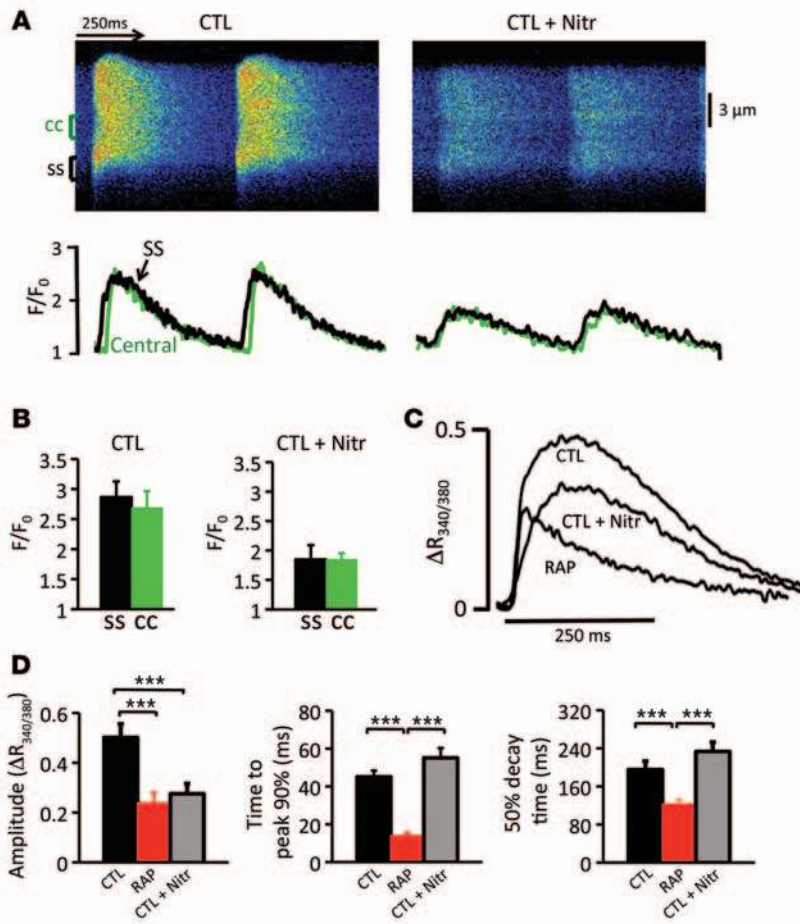 A
250ms
CTL
CTL + Nitr
CC
SS
3 μm
3
2
1
F/F0
SS
Central
B
CTL
CTL + Nitr
F/F0
3.5
3
2.5
2
1.5
1
SS CC
F/F0
3.5
3
2.5
2
1.5
1
SS CC
C
0.5
0
ΔR340/380
CTL
CTL + Nitr
RAP
250 ms
D
Amplitude (ΔR340/380)
0.6
0.4
0.2
0
***
***
CTL
RAP
CTL + Nitr
Time to
peak 90% (ms)
80
60
40
20
0
*** ***
CTL
RAP
CTL + Nitr
50% decay
time (ms)
320
240
160
80
0
*** ***
CTL
RAP
CTL + Nitr